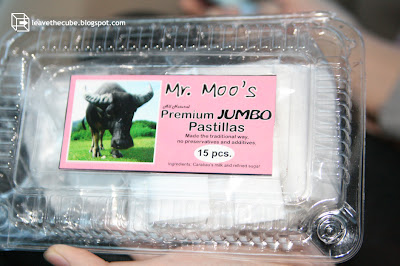 leavethecube.blogspot.com
Mr. Moo's
All Natural
Premium JUMBO
Pastillas
Made the traditional way,
no preservatives and additives.
15 pcs.
Ingredients: Carabao's milk and refined sugar